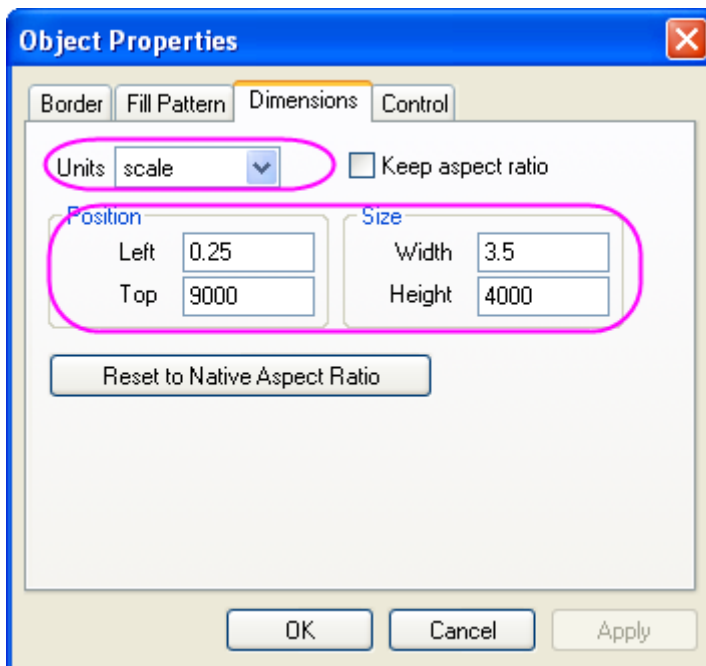 Object Properties
Border Fill Pattern Dimensions Control
Units scale Keep aspect ratio
Position Size
Left 0.25 Width 3.5
Top 9000 Height 4000
Reset to Native Aspect Ratio
OK Cancel Apply